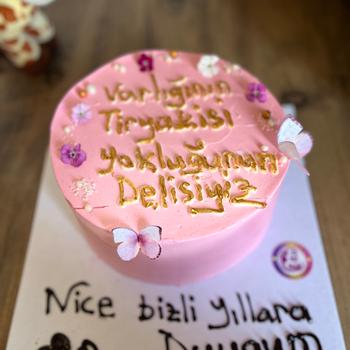 Varlığının
Tiryakisi
yokluğunun
Delisiyiz
Nice bizli yıllara